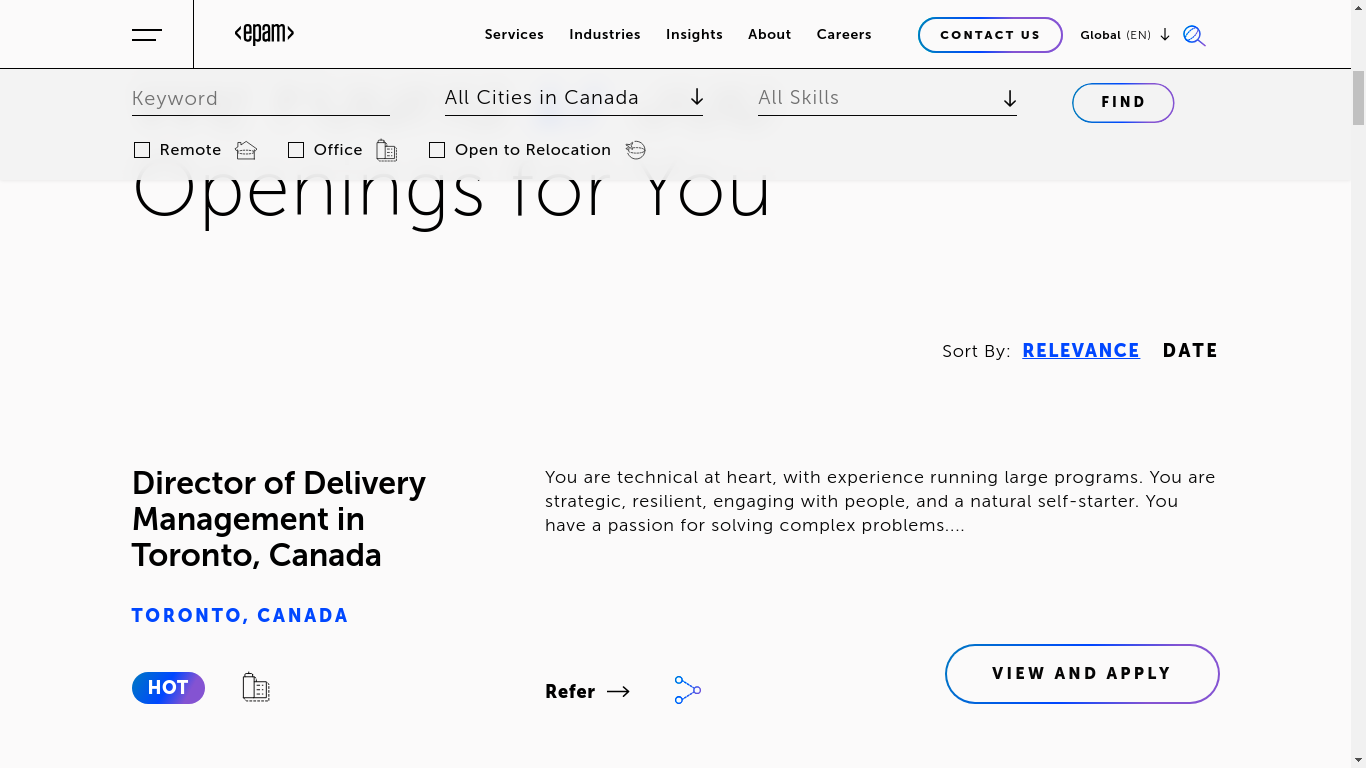 <epam>
Services Industries Insights About Careers CONTACT US Global (EN)
Keyword All Cities in Canada All Skills FIND
Remote Office Open to Relocation
Openings for You
Sort By: RELEVANCE DATE
Director of Delivery
Management in
Toronto, Canada
You are technical at heart, with experience running large programs. You are
strategic, resilient, engaging with people, and a natural self-starter. You
have a passion for solving complex problems....
TORONTO, CANADA
HOT
Refer
VIEW AND APPLY